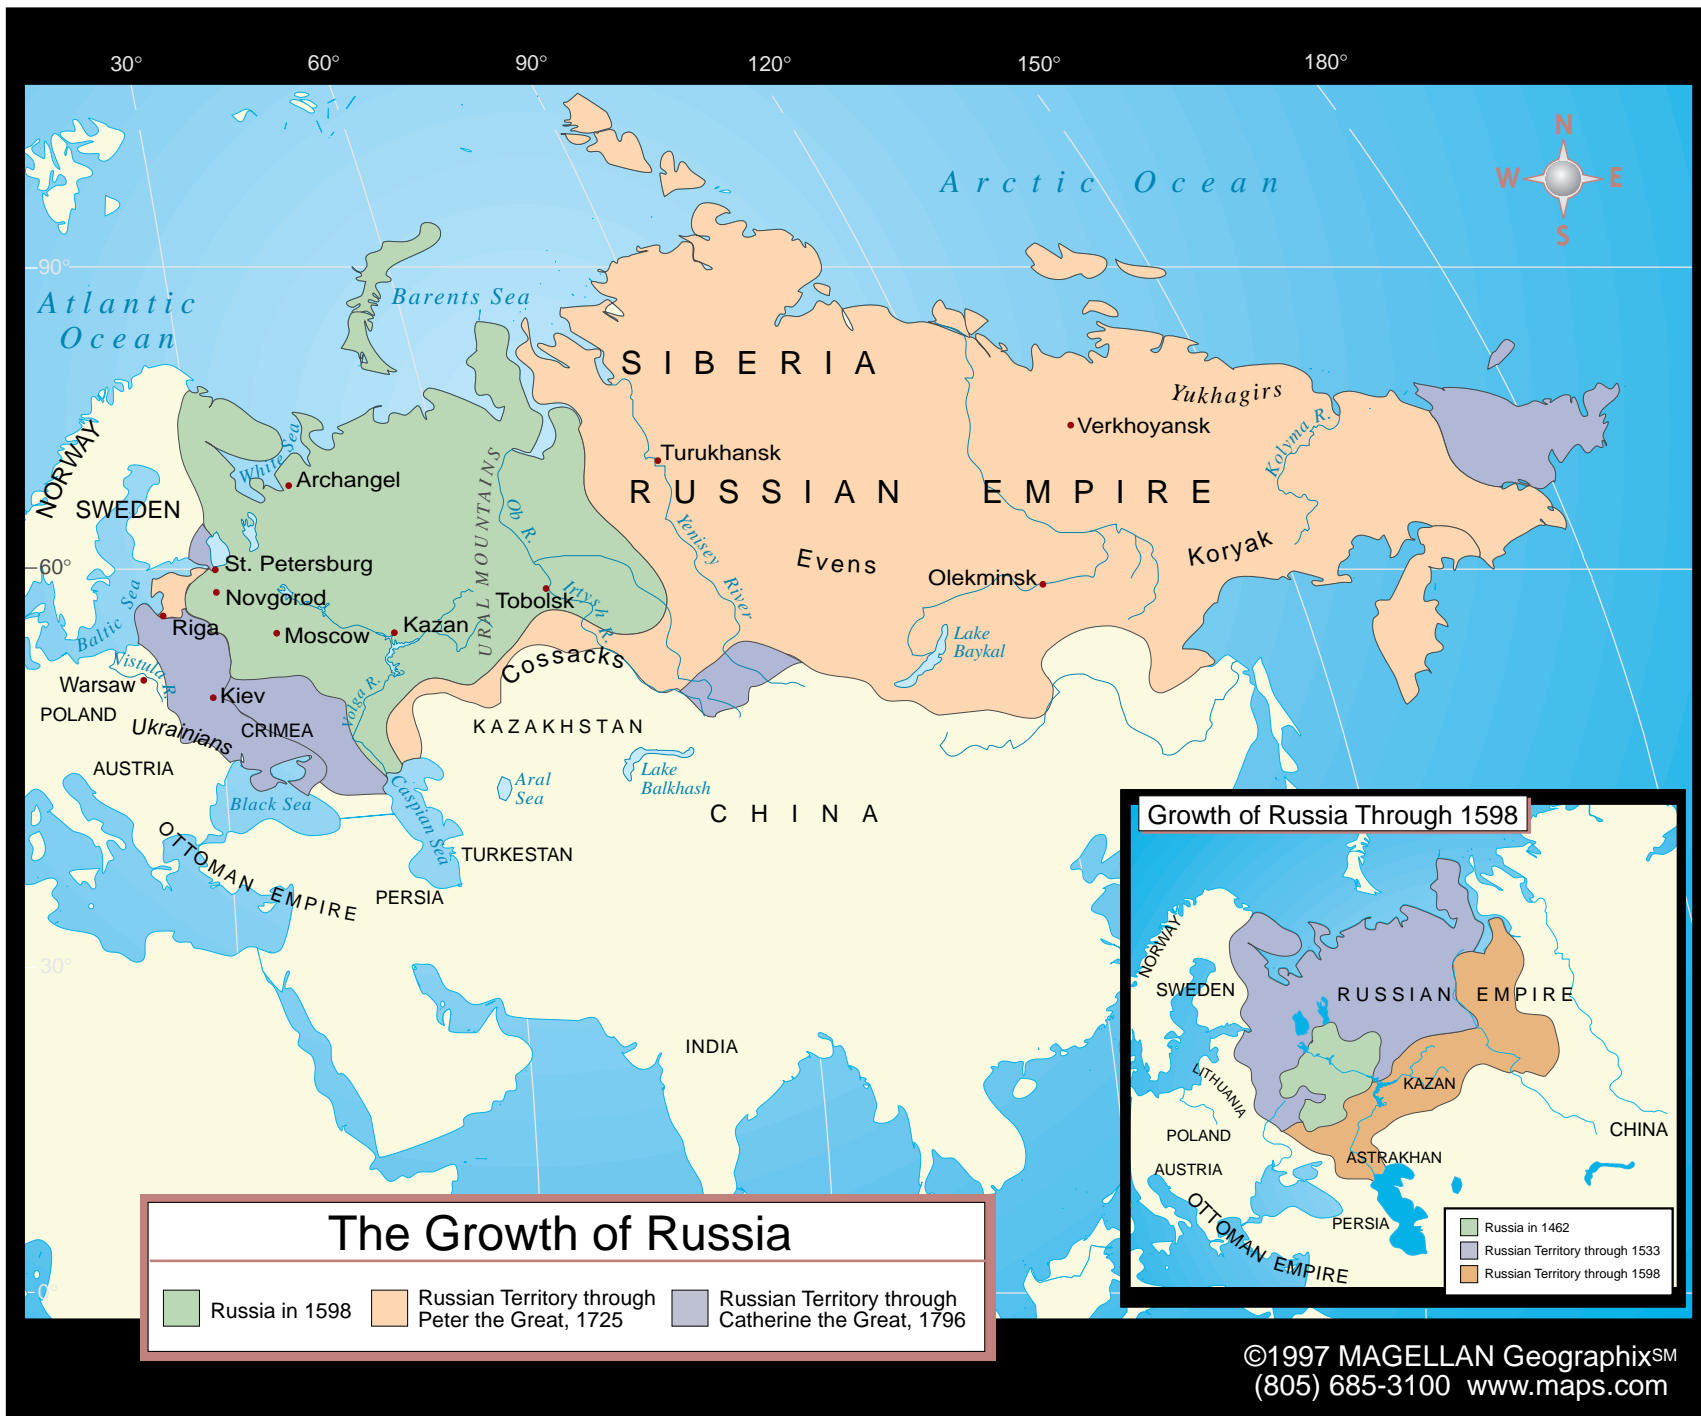 30°
60°
90°
120°
150°
180°
N
W
E
S
Arctic Ocean
90°
Atlantic
Ocean
Barents Sea
SIBERIA
Yukhagirs
Kolyma R.
Verkhoyansk
Turukhansk
NORWAY
SWEDEN
White Sea
Archangel
URAL MOUNTAINS
Ob R.
RUSSIAN EMPIRE
Yenisey River
Evens
Koryak
Olekminsk
60°
St. Petersburg
Novgorod
Baltic Sea
Riga
Moscow
Kazan
Tobolsk
Irtysh R.
Lake
Baykal
Cossacks
Nistula R.
Warsaw
Kiev
Volga R.
POLAND
Ukrainians
CRIMEA
KAZAKHSTAN
AUSTRIA
Black Sea
Caspian Sea
Aral
Sea
Lake
Balkhash
CHINA
OTTOMAN EMPIRE
TURKESTAN
PERSIA
30°
INDIA
0°
The Growth of Russia
Russia in 1598
Russian Territory through
Peter the Great, 1725
Russian Territory through
Catherine the Great, 1796
Growth of Russia Through 1598
NORWAY
SWEDEN
RUSSIAN EMPIRE
LITHUANIA
KAZAN
POLAND
CHINA
AUSTRIA
ASTRAKHAN
OTTOMAN EMPIRE
PERSIA
Russia in 1462
Russian Territory through 1533
Russian Territory through 1598
©1997 MAGELLAN Geographix℠
(805) 685-3100 www.maps.com